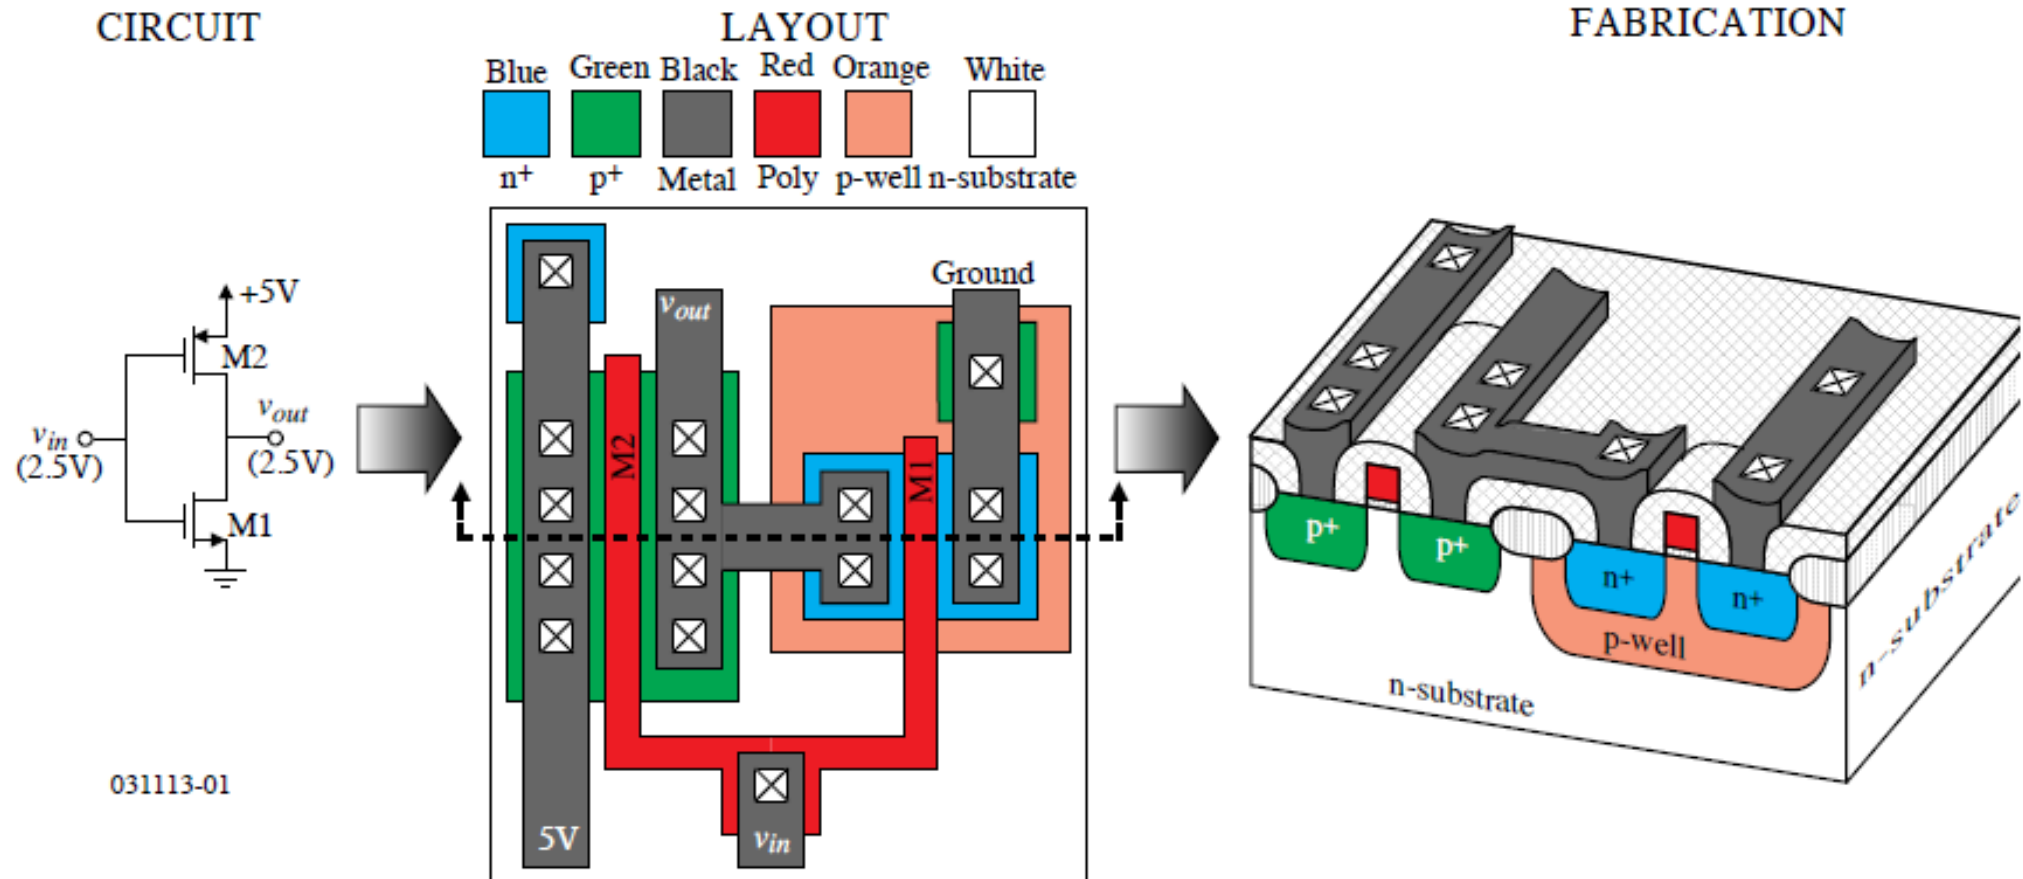 CIRCUIT
LAYOUT
FABRICATION
Blue Green Black Red Orange White
n+ p+ Metal Poly p-well n-substrate
+5V
M2
vin
(2.5V)
vout
(2.5V)
M1
031113-01
vout
Ground
M2
M1
5V
vin
p+
p+
n+
n+
p-well
n-substrate
n-substrate